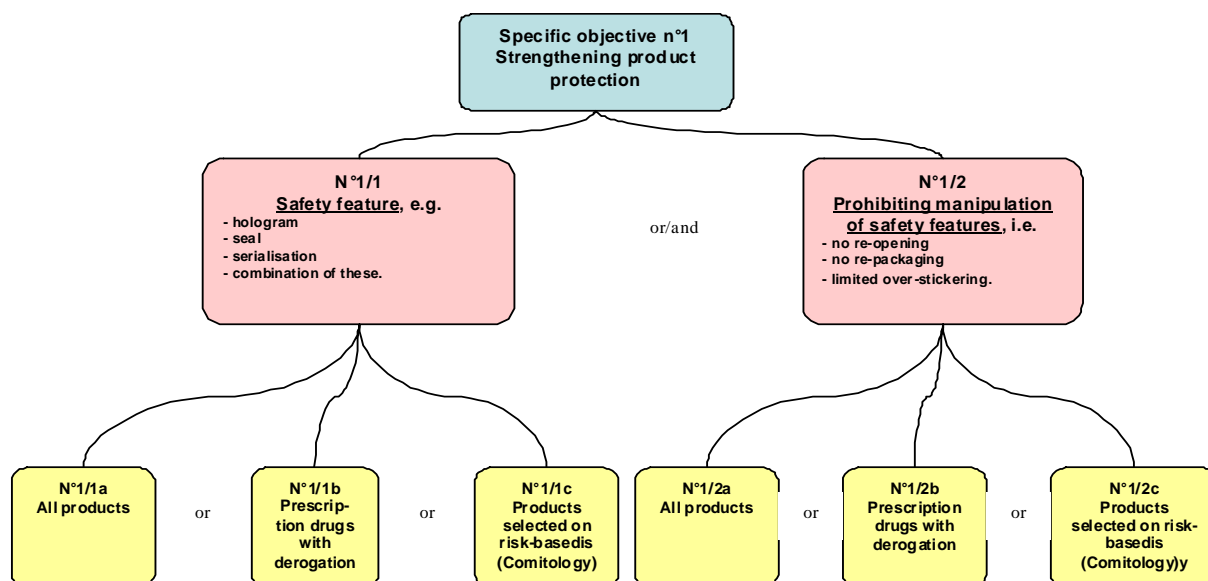 Specific objective n°1
Strengthening product
protection
N°1/1
Safety feature, e.g.
- hologram
- seal
- serialisation
- combination of these.
or/and
N°1/2
Prohibiting manipulation
of safety features, i.e.
- no re-opening
- no re-packaging
- limited over-stickering.
N°1/1a
All products
or
N°1/1b
Prescrip-
tion drugs
with
derogation
or
N°1/1c
Products
selected on
risk-basedis
(Comitology)
N°1/2a
All products
or
N°1/2b
Prescription
drugs with
derogation
or
N°1/2c
Products
selected on risk-
basedis
(Comitology)y